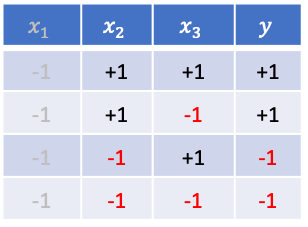 x₁ x₂ x₃ y
-1 +1 +1 +1
-1 +1 -1 +1
-1 -1 +1 -1
-1 -1 -1 -1